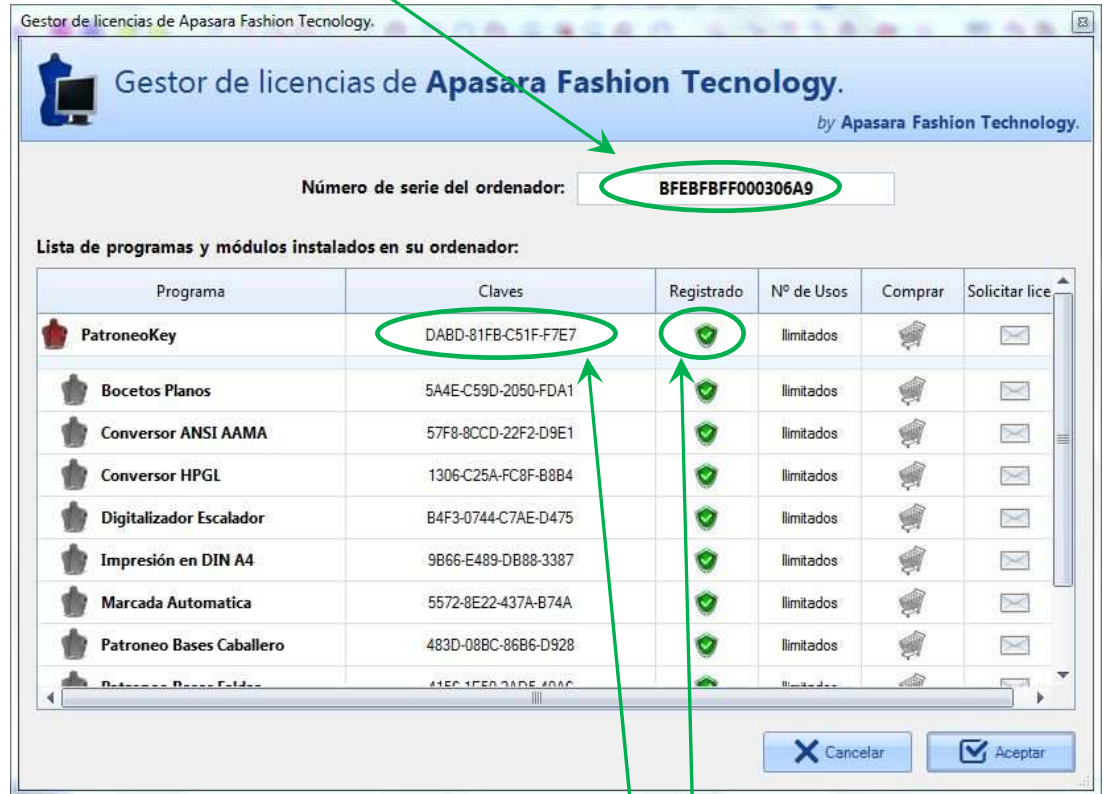 Gestor de licencias de Apasara Fashion Tecnology.
Gestor de licencias de Apasara Fashion Tecnology.
by Apasara Fashion Technology.
Número de serie del ordenador: BFEBFBFF000306A9
Lista de programas y módulos instalados en su ordenador:
Programa Claves Registrado Nº de Usos Comprar Solicitar lice
PatroneoKey DABD-81FB-C51F-F7E7 Ilimitados
Bocetos Planos 5A4E-C59D-2050-FDA1 Ilimitados
Conversor ANSI AAMA 57F8-8CCD-22F2-D9E1 Ilimitados
Conversor HPGL 1306-C25A-FC8F-B8B4 Ilimitados
Digitalizador Escalador B4F3-0744-C7AE-D475 Ilimitados
Impresión en DIN A4 9B66-E489-DB88-3387 Ilimitados
Marcada Automatica 5572-8E22-437A-B74A Ilimitados
Patroneo Bases Caballero 483D-08BC-86B6-D928 Ilimitados
Patroneo Bases Ilimitados
Cancelar Aceptar